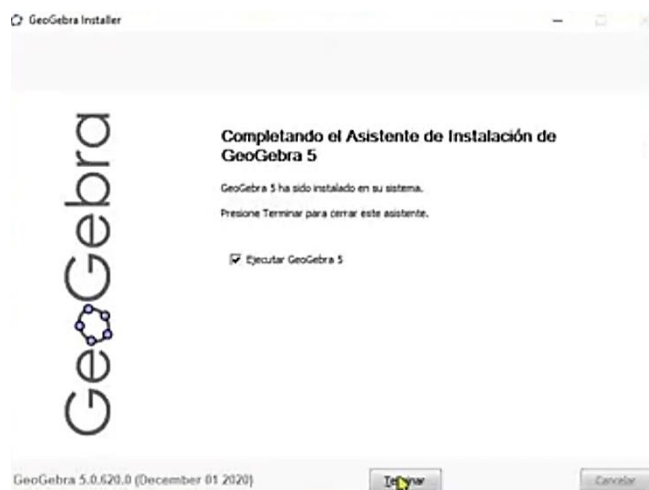 GeoGebra Installer
GeoGebra
Completando el Asistente de Instalación de
GeoGebra 5
GeoGebra 5 ha sido instalado en su sistema.
Presione Terminar para cerrar este asistente.
Ejecutar GeoGebra 5
GeoGebra 5.0.620.0 (December 01 2020)
Terminar
Cancelar